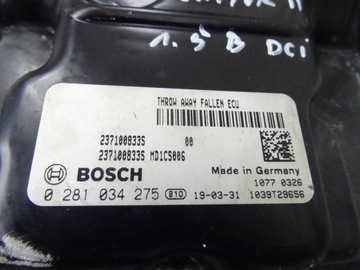 1.5 B DCi
THROW AWAY FALLEN ECU
237100833S 00
237100833S MD1CS006
BOSCH
Made in Germany
1077 0326
0 281 034 275 810 19-03-31 1039T29656